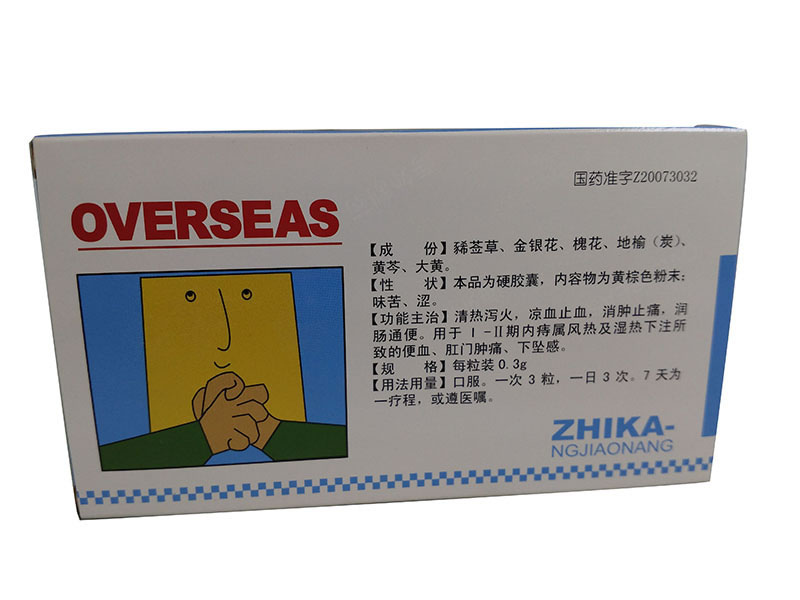 国药准字Z20073032
OVERSEAS
【成　份】豨莶草、金银花、槐花、地榆（炭）、
黄芩、大黄。
【性　状】本品为硬胶囊，内容物为黄棕色粉末；
味苦、涩。
【功能主治】清热泻火，凉血止血，消肿止痛，润
肠通便。用于Ⅰ-Ⅱ期内痔属风热及湿热下注所
致的便血、肛门肿痛、下坠感。
【规　格】每粒装0.3g
【用法用量】口服。一次3粒，一日3次。7天为
一疗程，或遵医嘱。
ZHIKA-
NGJIAONANG